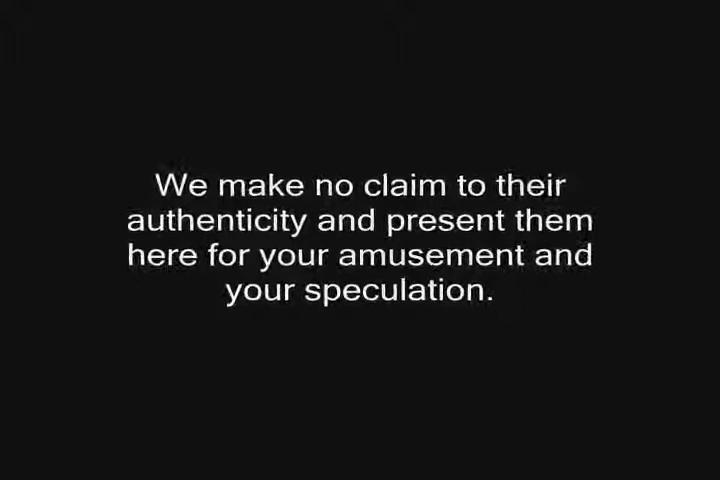 We make no claim to their
authenticity and present them
here for your amusement and
your speculation.